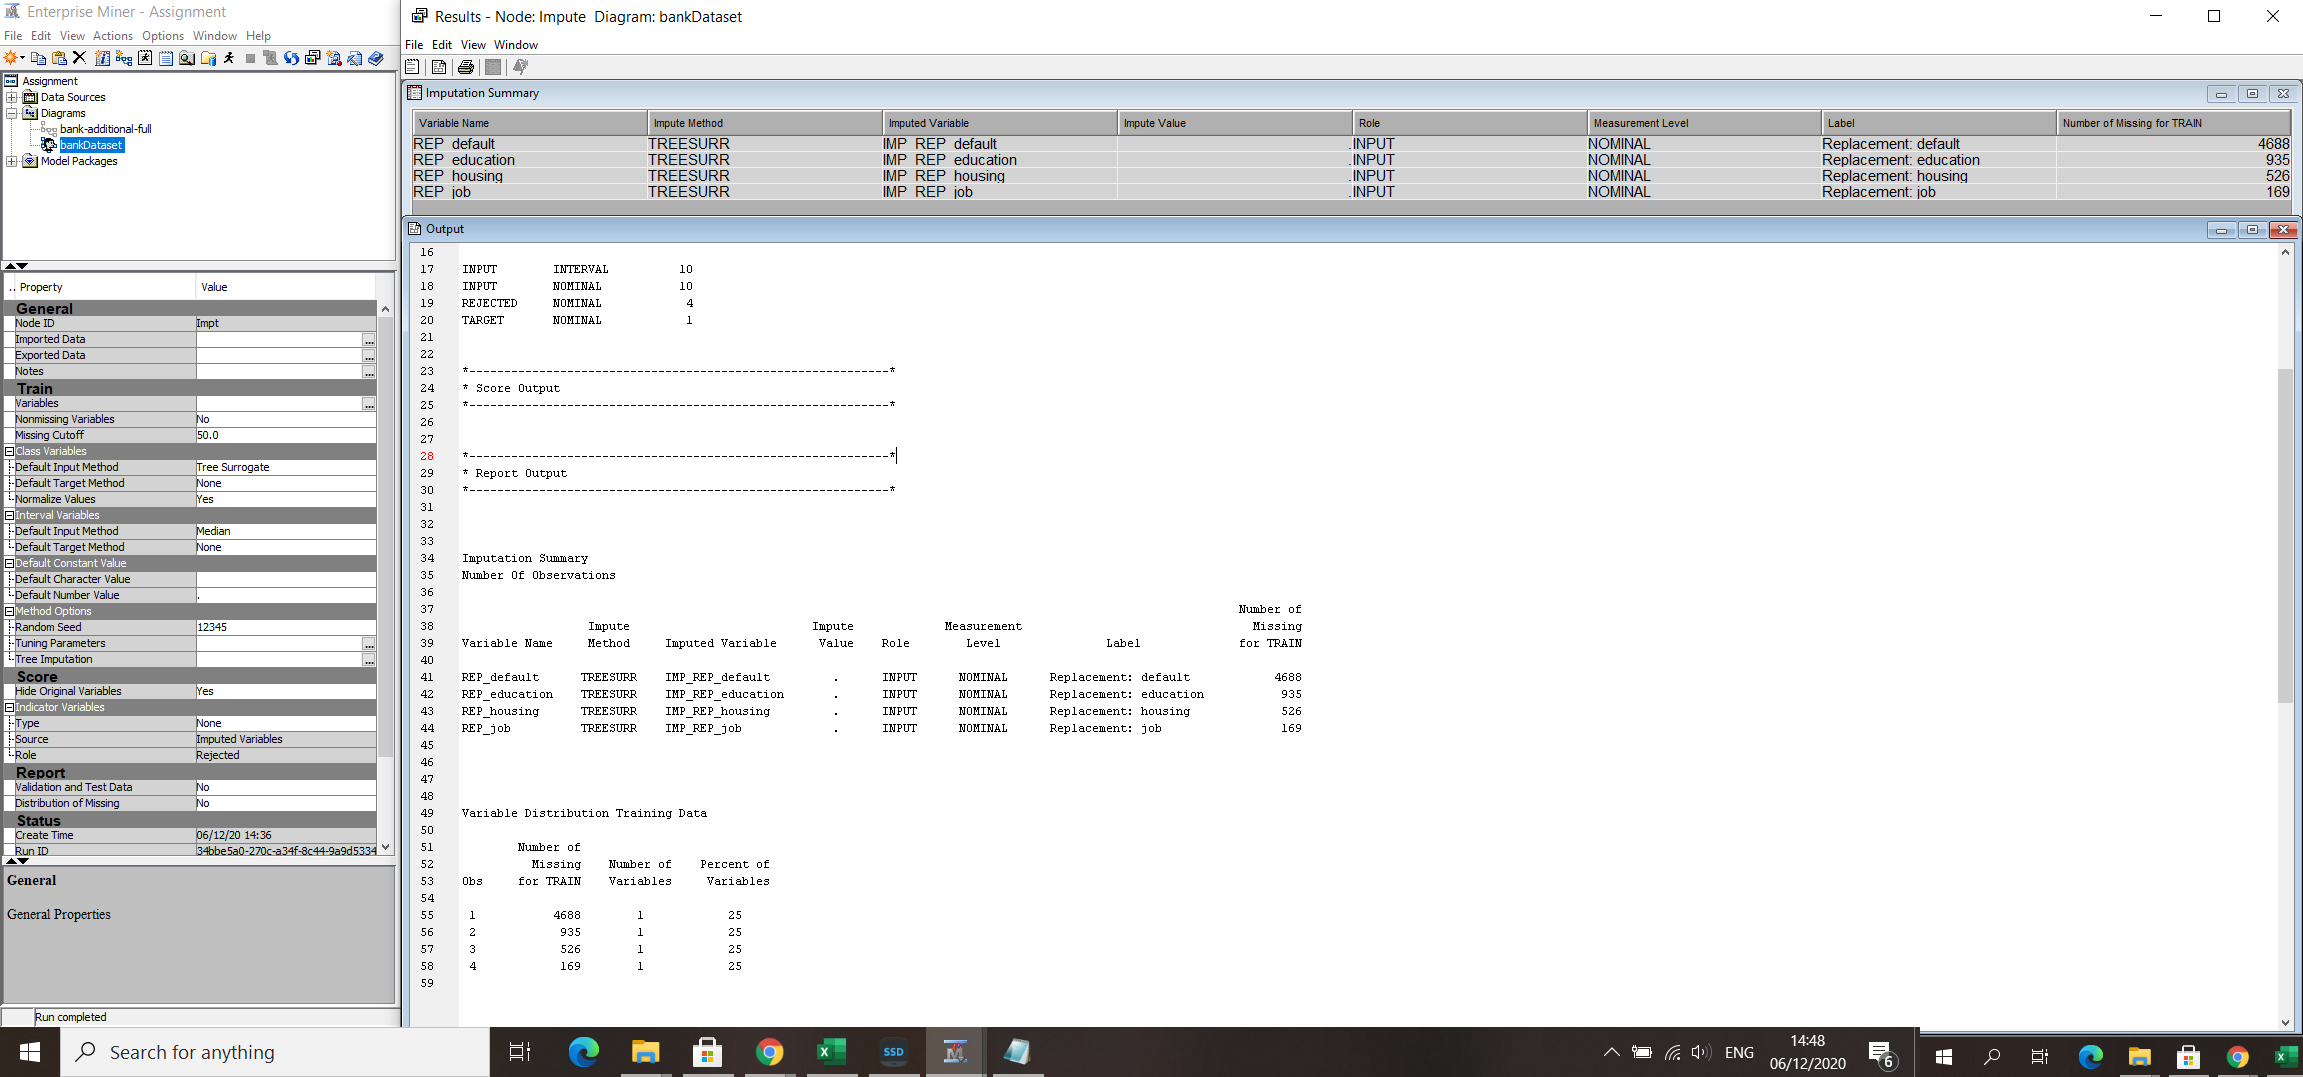 Enterprise Miner - Assignment
File Edit View Actions Options Window Help
Assignment
Data Sources
Diagrams
bank-additional-full
bankDataset
Model Packages
.. Property Value
General
Node ID Impt
Imported Data ...
Exported Data ...
Notes ...
Train
Variables ...
Nonmissing Variables No
Missing Cutoff 50.0
Class Variables
Default Input Method Tree Surrogate
Default Target Method None
Normalize Values Yes
Interval Variables
Default Input Method Median
Default Target Method None
Default Constant Value
Default Character Value
Default Number Value .
Method Options
Random Seed 12345
Tuning Parameters ...
Tree Imputation ...
Score
Hide Original Variables Yes
Indicator Variables
Type None
Source Imputed Variables
Role Rejected
Report
Validation and Test Data No
Distribution of Missing No
Status
Create Time 06/12/20 14:36
Run ID 34bbe5a0-270c-a34f-8c44-9a9d5334
General
General Properties
Run completed
Results - Node: Impute Diagram: bankDataset
File Edit View Window
Imputation Summary
Variable Name Impute Method Imputed Variable Impute Value Role Measurement Level Label Number of Missing for TRAIN
REP_default TREESURR IMP_REP_default .INPUT NOMINAL Replacement: default 4688
REP_education TREESURR IMP_REP_education .INPUT NOMINAL Replacement: education 935
REP_housing TREESURR IMP_REP_housing .INPUT NOMINAL Replacement: housing 526
REP_job TREESURR IMP_REP_job .INPUT NOMINAL Replacement: job 169
Output
16
17 INPUT INTERVAL 10
18 INPUT NOMINAL 10
19 REJECTED NOMINAL 4
20 TARGET NOMINAL 1
21
22
23 *------------------------------------------------------------*
24 * Score Output
25 *------------------------------------------------------------*
26
27
28 *------------------------------------------------------------*
29 * Report Output
30 *------------------------------------------------------------*
31
32
33
34 Imputation Summary
35 Number Of Observations
36
37 Number of
38 Impute Impute Measurement Missing
39 Variable Name Method Imputed Variable Value Role Level Label for TRAIN
40
41 REP_default TREESURR IMP_REP_default . INPUT NOMINAL Replacement: default 4688
42 REP_education TREESURR IMP_REP_education . INPUT NOMINAL Replacement: education 935
43 REP_housing TREESURR IMP_REP_housing . INPUT NOMINAL Replacement: housing 526
44 REP_job TREESURR IMP_REP_job . INPUT NOMINAL Replacement: job 169
45
46
47
48
49 Variable Distribution Training Data
50
51 Number of
52 Missing Number of Percent of
53 Obs for TRAIN Variables Variables
54
55 1 4688 1 25
56 2 935 1 25
57 3 526 1 25
58 4 169 1 25
59
Search for anything
SSD
ENG
14:48
06/12/2020
6